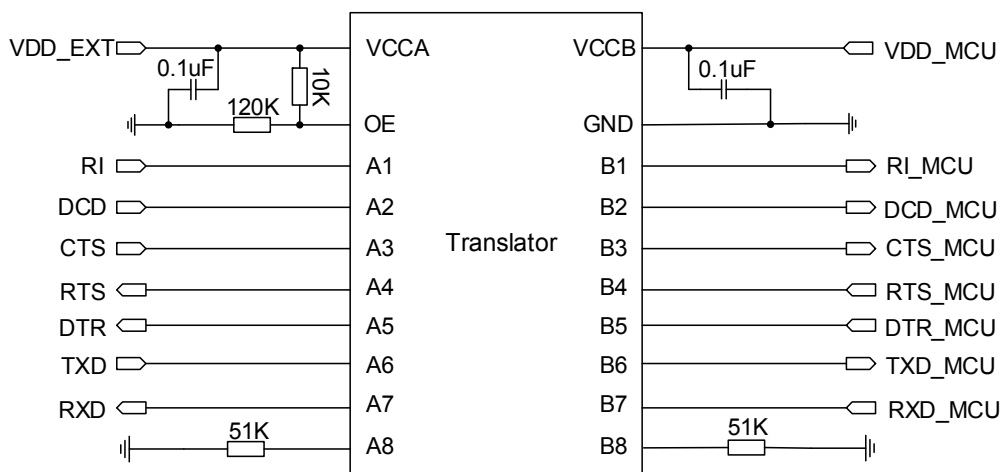 VDD_EXT VCCA VCCB VDD_MCU
0.1uF 10K 0.1uF
120K
OE GND
RI A1 B1 RI_MCU
DCD A2 B2 DCD_MCU
CTS A3 Translator B3 CTS_MCU
RTS A4 B4 RTS_MCU
DTR A5 B5 DTR_MCU
TXD A6 B6 TXD_MCU
RXD A7 B7 RXD_MCU
51K A8 B8 51K